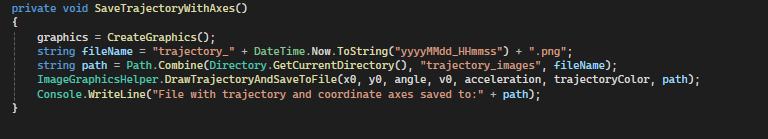 private void SaveTrajectoryWithAxes()
{
graphics = CreateGraphics();
string fileName = "trajectory_" + DateTime.Now.ToString("yyyyMMdd_HHmmss") + ".png";
string path = Path.Combine(Directory.GetCurrentDirectory(), "trajectory_images", fileName);
ImageGraphicsHelper.DrawTrajectoryAndSaveToFile(x0, y0, angle, v0, acceleration, trajectoryColor, path);
Console.WriteLine("File with trajectory and coordinate axes saved to:" + path);
}